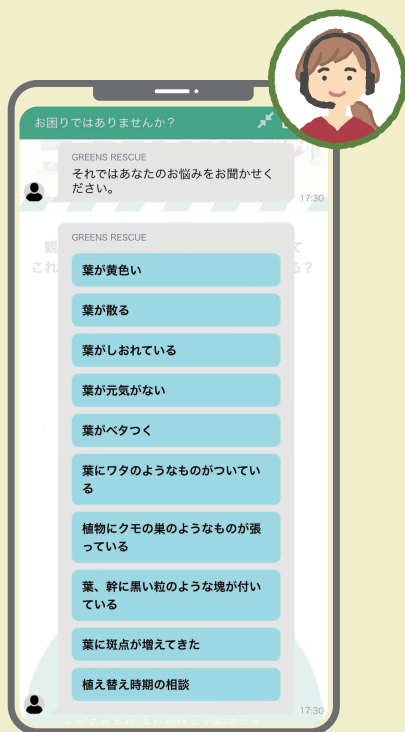 お困りではありませんか？
GREENS RESCUE
それではあなたのお悩みをお聞かせく
ださい。
17:30
GREENS RESCUE
葉が黄色い
葉が散る
葉がしおれている
葉が元気がない
葉がベタつく
葉にワタのようなものがついてい
る
植物にクモの巣のようなものが張
っている
葉、幹に黒い粒のような塊が付い
ている
葉に斑点が増えてきた
植え替え時期の相談
17:30